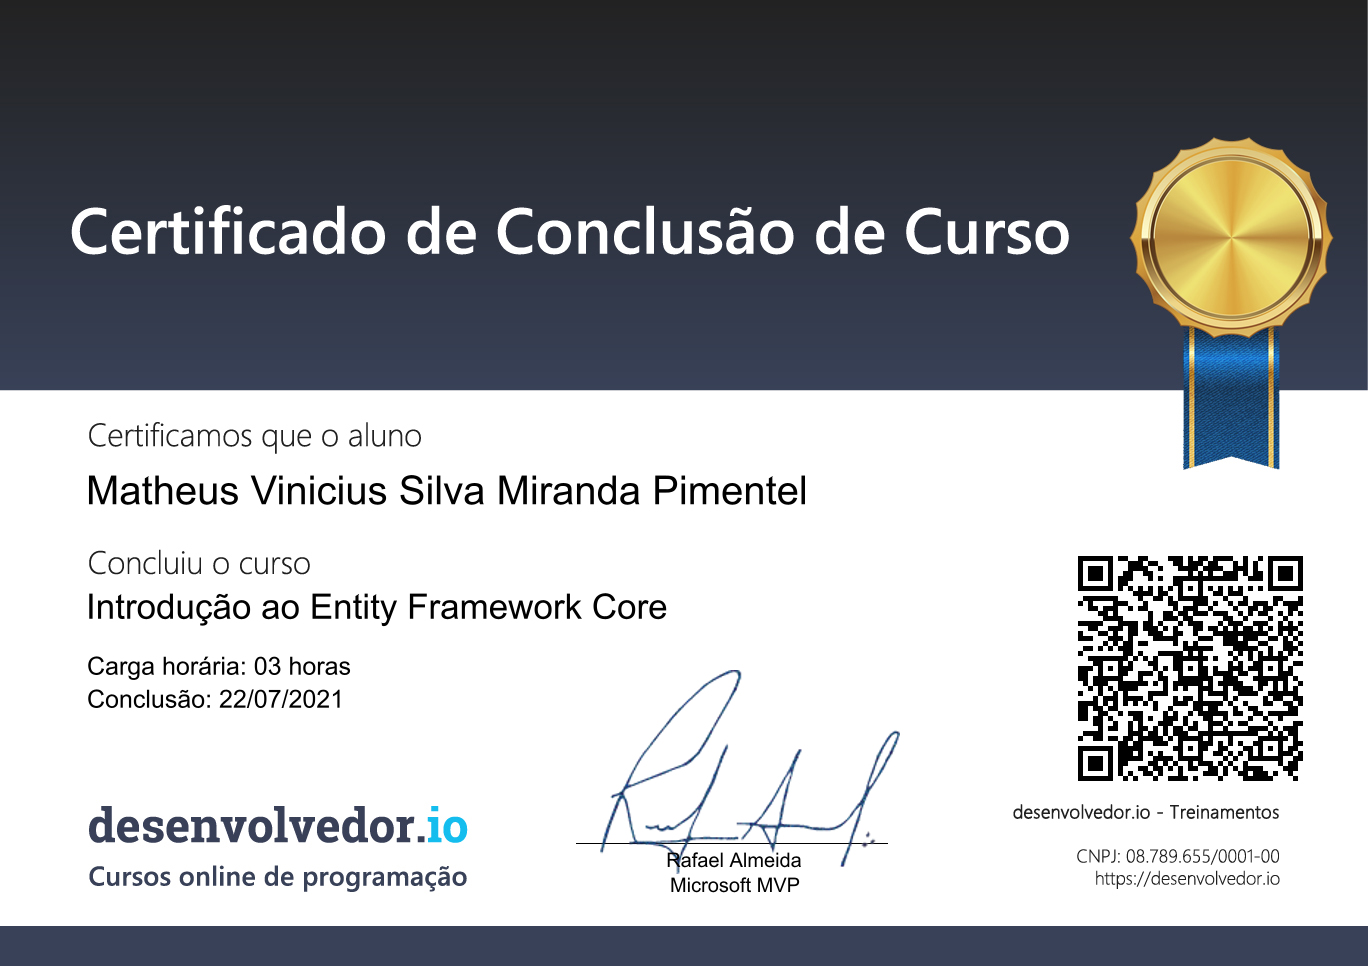 Certificado de Conclusão de Curso
Certificamos que o aluno
Matheus Vinicius Silva Miranda Pimentel
Concluiu o curso
Introdução ao Entity Framework Core
Carga horária: 03 horas
Conclusão: 22/07/2021
desenvolvedor.io
Cursos online de programação
Rafael Almeida
Microsoft MVP
desenvolvedor.io - Treinamentos
CNPJ: 08.789.655/0001-00
https://desenvolvedor.io